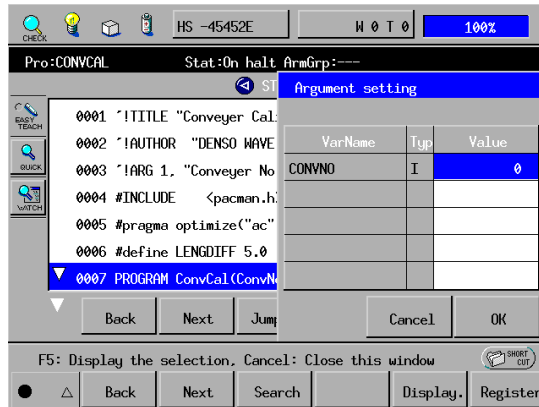 CHECK
HS -45452E
W 0 T 0
100%
Pro:CONVCAL Stat:On halt ArmGrp:---
ST
Argument setting
EASY TEACH
QUICK
WATCH
0001 ´!TITLE "Conveyer Cal
0002 ´!AUTHOR "DENSO WAVE
0003 ´!ARG 1, "Conveyer No
0004 #INCLUDE <pacman.h
0005 #pragma optimize("ac"
0006 #define LENGDIFF 5.0
0007 PROGRAM ConvCal(ConvN
VarName Typ Value
CONVNO I 0
Back Next Jump
Cancel OK
F5: Display the selection, Cancel: Close this window
SHORT CUT
Back Next Search Display. Register